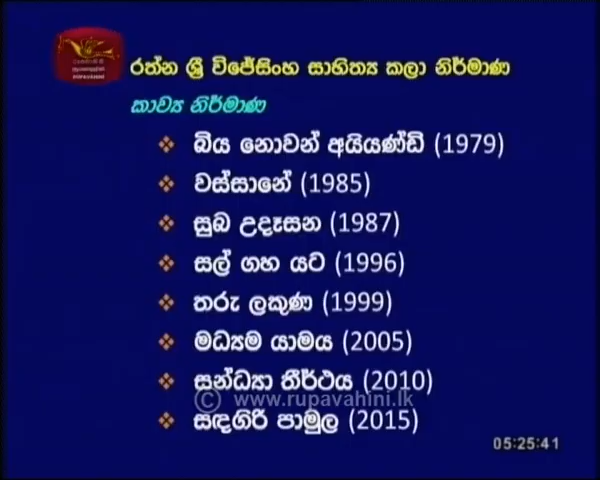 රත්න ශ්‍රී විජේසිංහ සාහිත්‍ය කලා නිර්මාණ
කාව්‍ය නිර්මාණ
❖ බිය නොවන් අයියණ්ඩි (1979)
❖ වස්සානේ (1985)
❖ සුබ උදෑසන (1987)
❖ සල් ගහ යට (1996)
❖ තරු ලකුණ (1999)
❖ මධ්‍යම යාමය (2005)
❖ සන්ධ්‍යා තීර්ථය (2010)
© www.rupavahini.lk
❖ සඳගිරි පාමුල (2015)
05:25:41